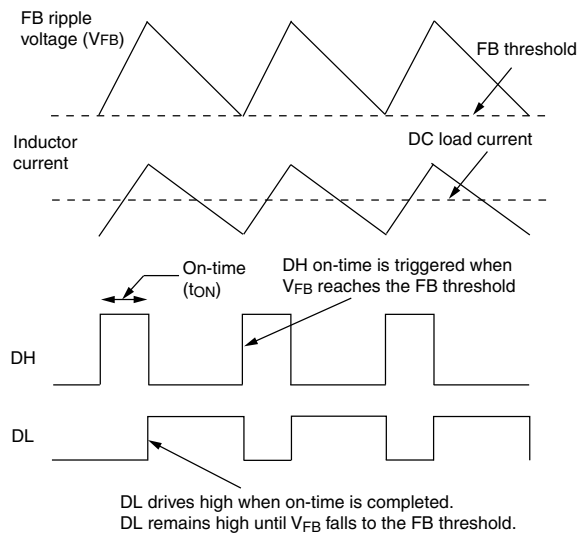 FB ripple
voltage (VFB)
FB threshold
Inductor
current
DC load current
On-time
(tON)
DH on-time is triggered when
VFB reaches the FB threshold
DH
DL
DL drives high when on-time is completed.
DL remains high until VFB falls to the FB threshold.